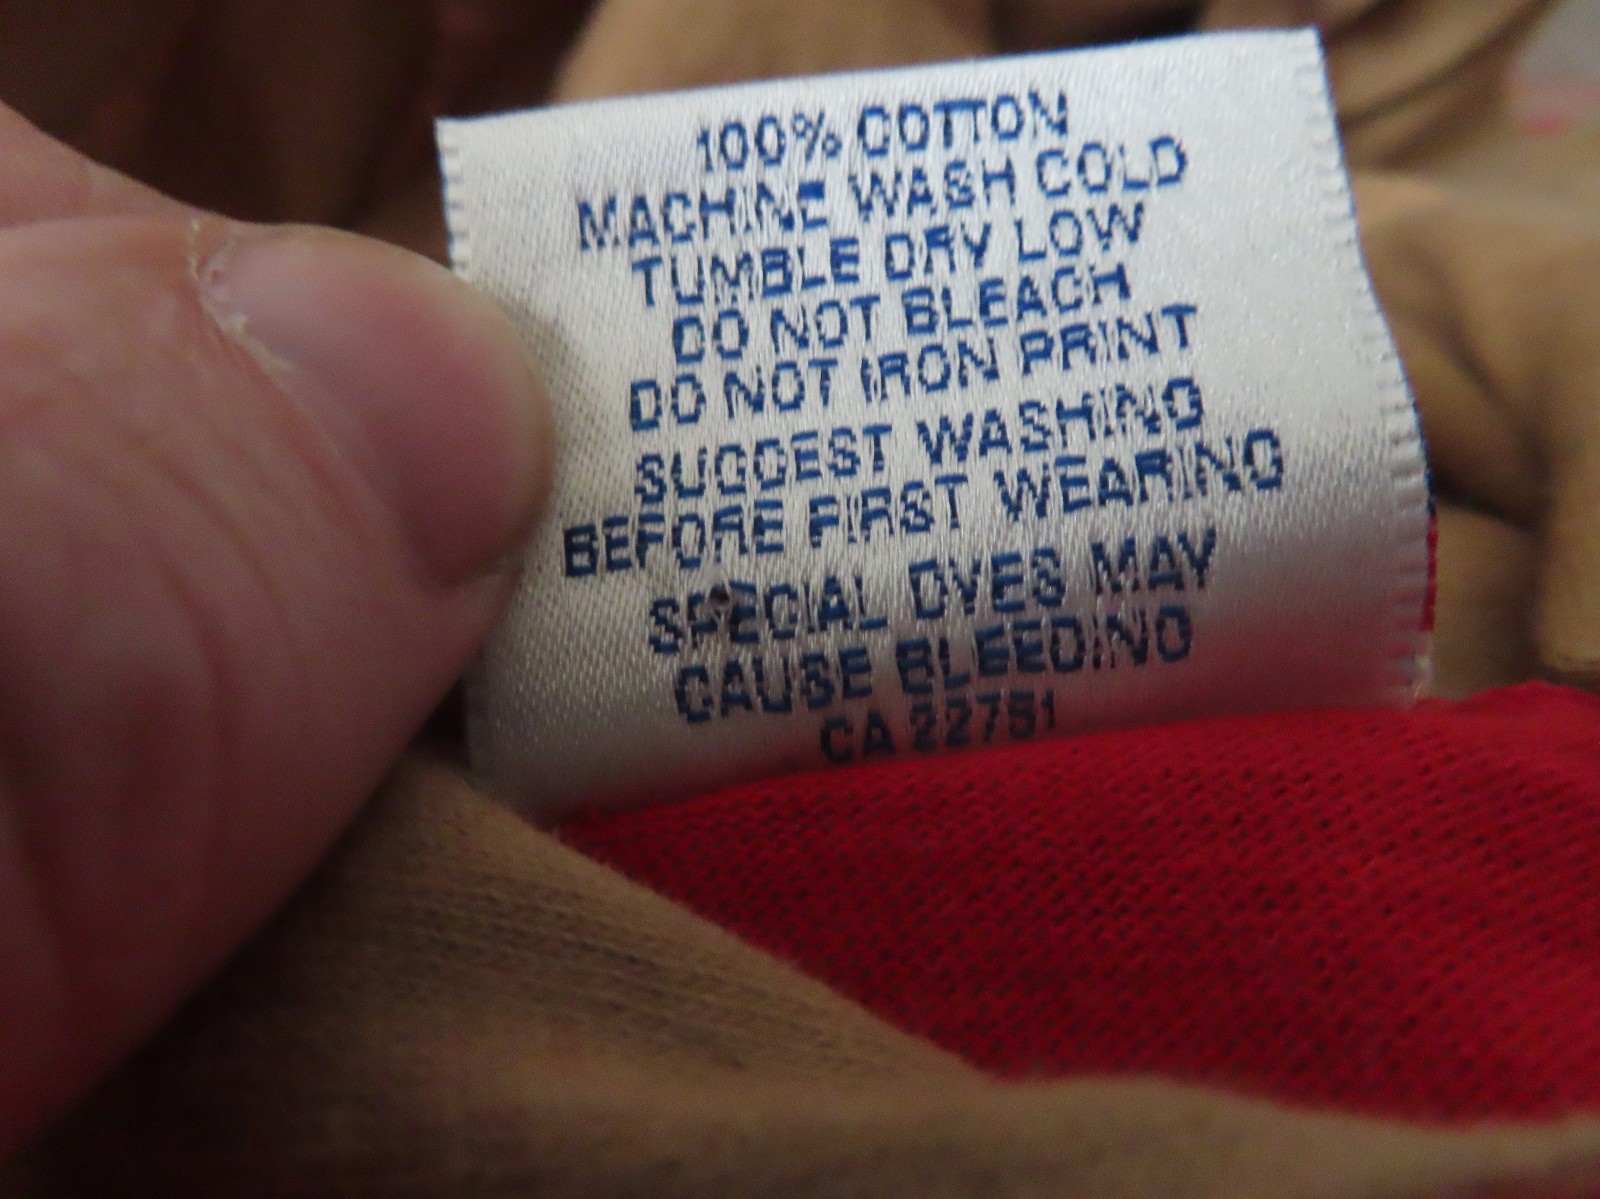 100% COTTON
MACHINE WASH COLD
TUMBLE DRY LOW
DO NOT BLEACH
DO NOT IRON PRINT
SUGGEST WASHING
BEFORE FIRST WEARING
SPECIAL DYES MAY
CAUSE BLEEDING
CA 22751